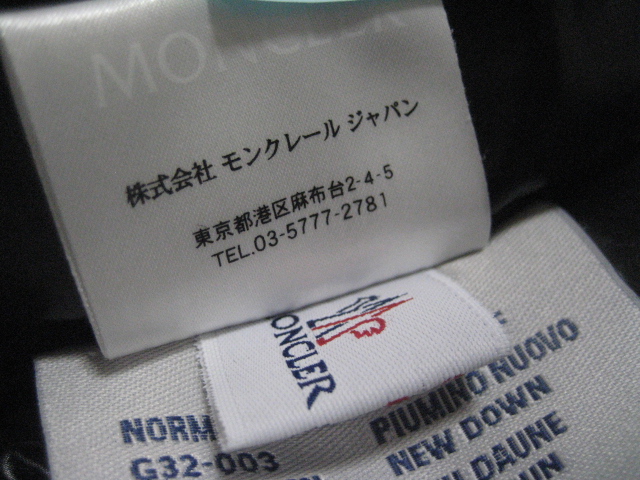 MONCLER
株式会社 モンクレール ジャパン
東京都港区麻布台2-4-5
TEL.03-5777-2781
MONCLER
NORM
G32-003
PIUMINO NUOVO
NEW DOWN
DAUNE